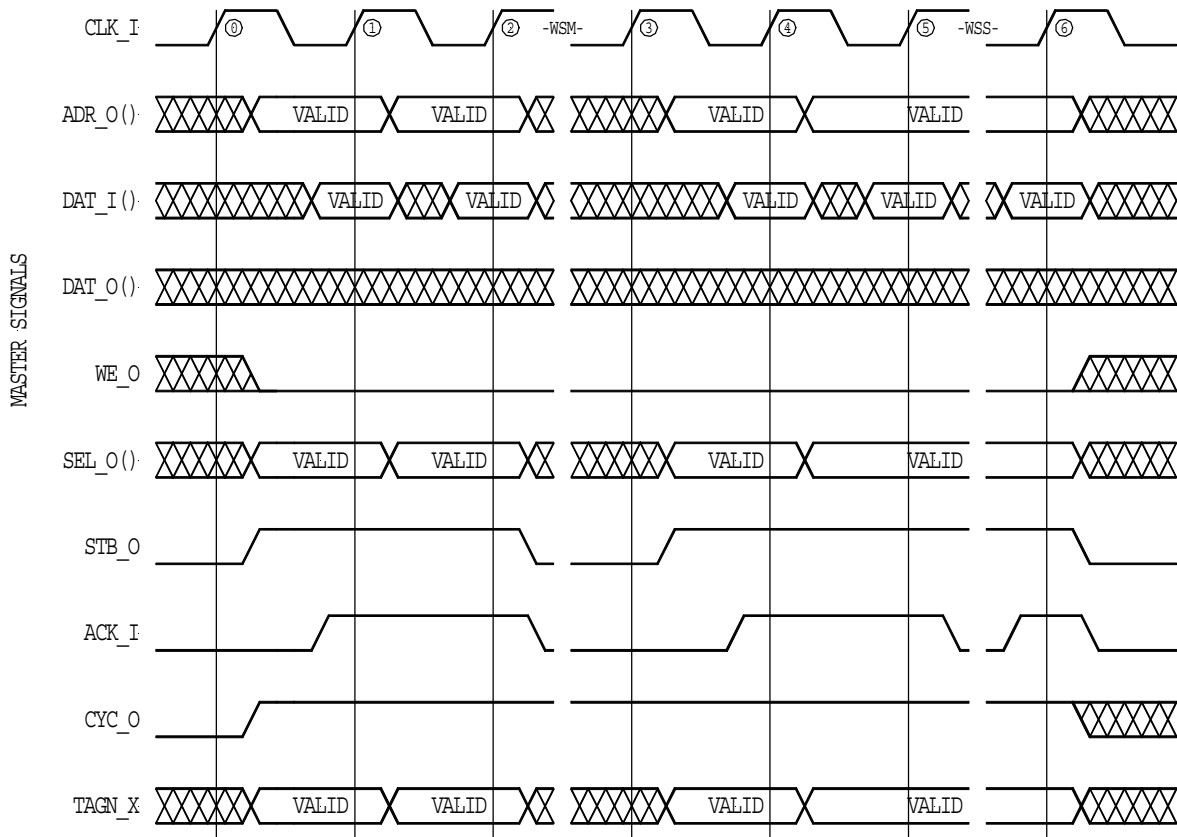 CLK_I
⓪ ① ② -WSM- ③ ④ ⑤ -WSS- ⑥
ADR_O()
VALID VALID VALID VALID
DAT_I()
VALID VALID VALID VALID VALID
DAT_O()
MASTER SIGNALS
WE_O
SEL_O()
VALID VALID VALID VALID
STB_O
ACK_I
CYC_O
TAGN_X
VALID VALID VALID VALID